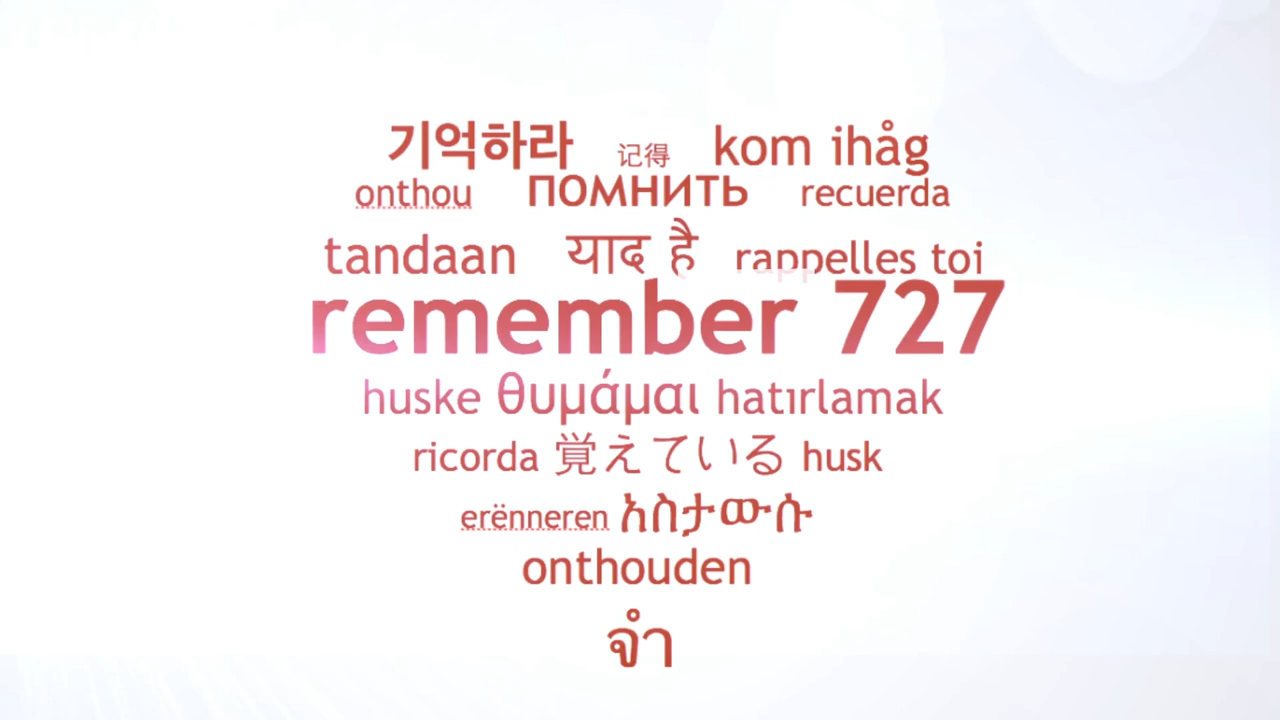 기억하라 记得 kom ihåg
onthou помнить recuerda
tandaan याद है rappelles toi
remember 727
huske θυμάμαι hatırlamak
ricorda 覚えている husk
erënneren አስታውሱ
onthouden
จำ